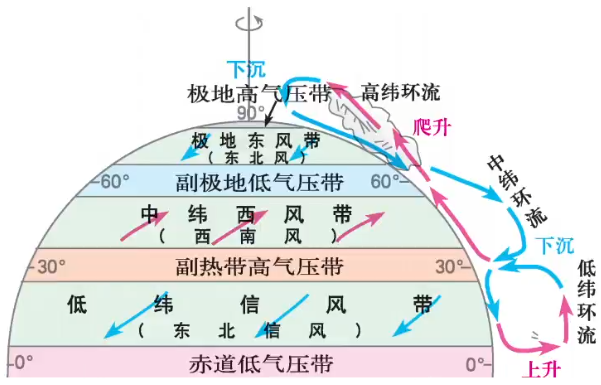 下沉
极地高气压带
高纬环流
90°
爬升
极地东风带
(东北风)
中纬环流
60°
副极地低气压带
60°
中纬西风带
(西南风)
下沉
30°
副热带高气压带
30°
低纬环流
低纬信风带
(东北信风)
上升
0°
赤道低气压带
0°